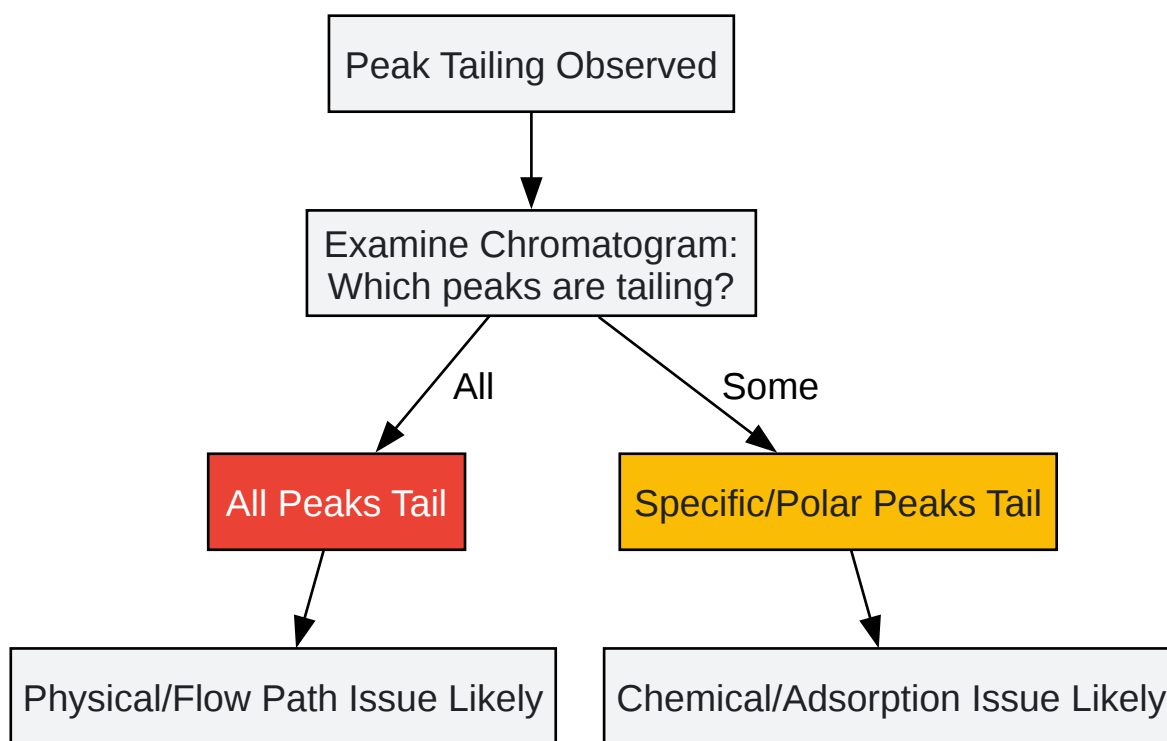 Peak Tailing Observed
Examine Chromatogram:
Which peaks are tailing?
All
Some
All Peaks Tail
Specific/Polar Peaks Tail
Physical/Flow Path Issue Likely
Chemical/Adsorption Issue Likely